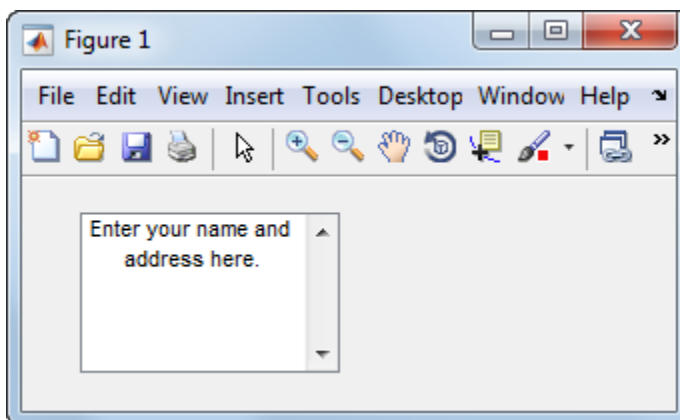 Figure 1
File Edit View Insert Tools Desktop Window Help
Enter your name and
address here.